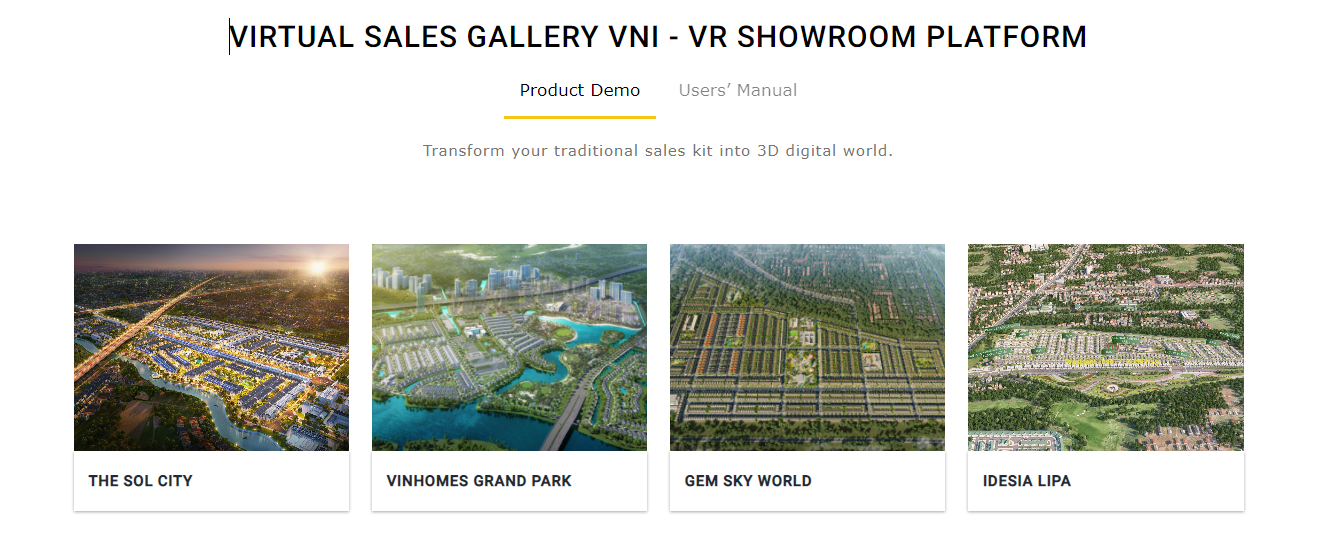 VIRTUAL SALES GALLERY VNI - VR SHOWROOM PLATFORM
Product Demo
Users’ Manual
Transform your traditional sales kit into 3D digital world.
THE SOL CITY
VINHOMES GRAND PARK
GEM SKY WORLD
IDESIA LIPA